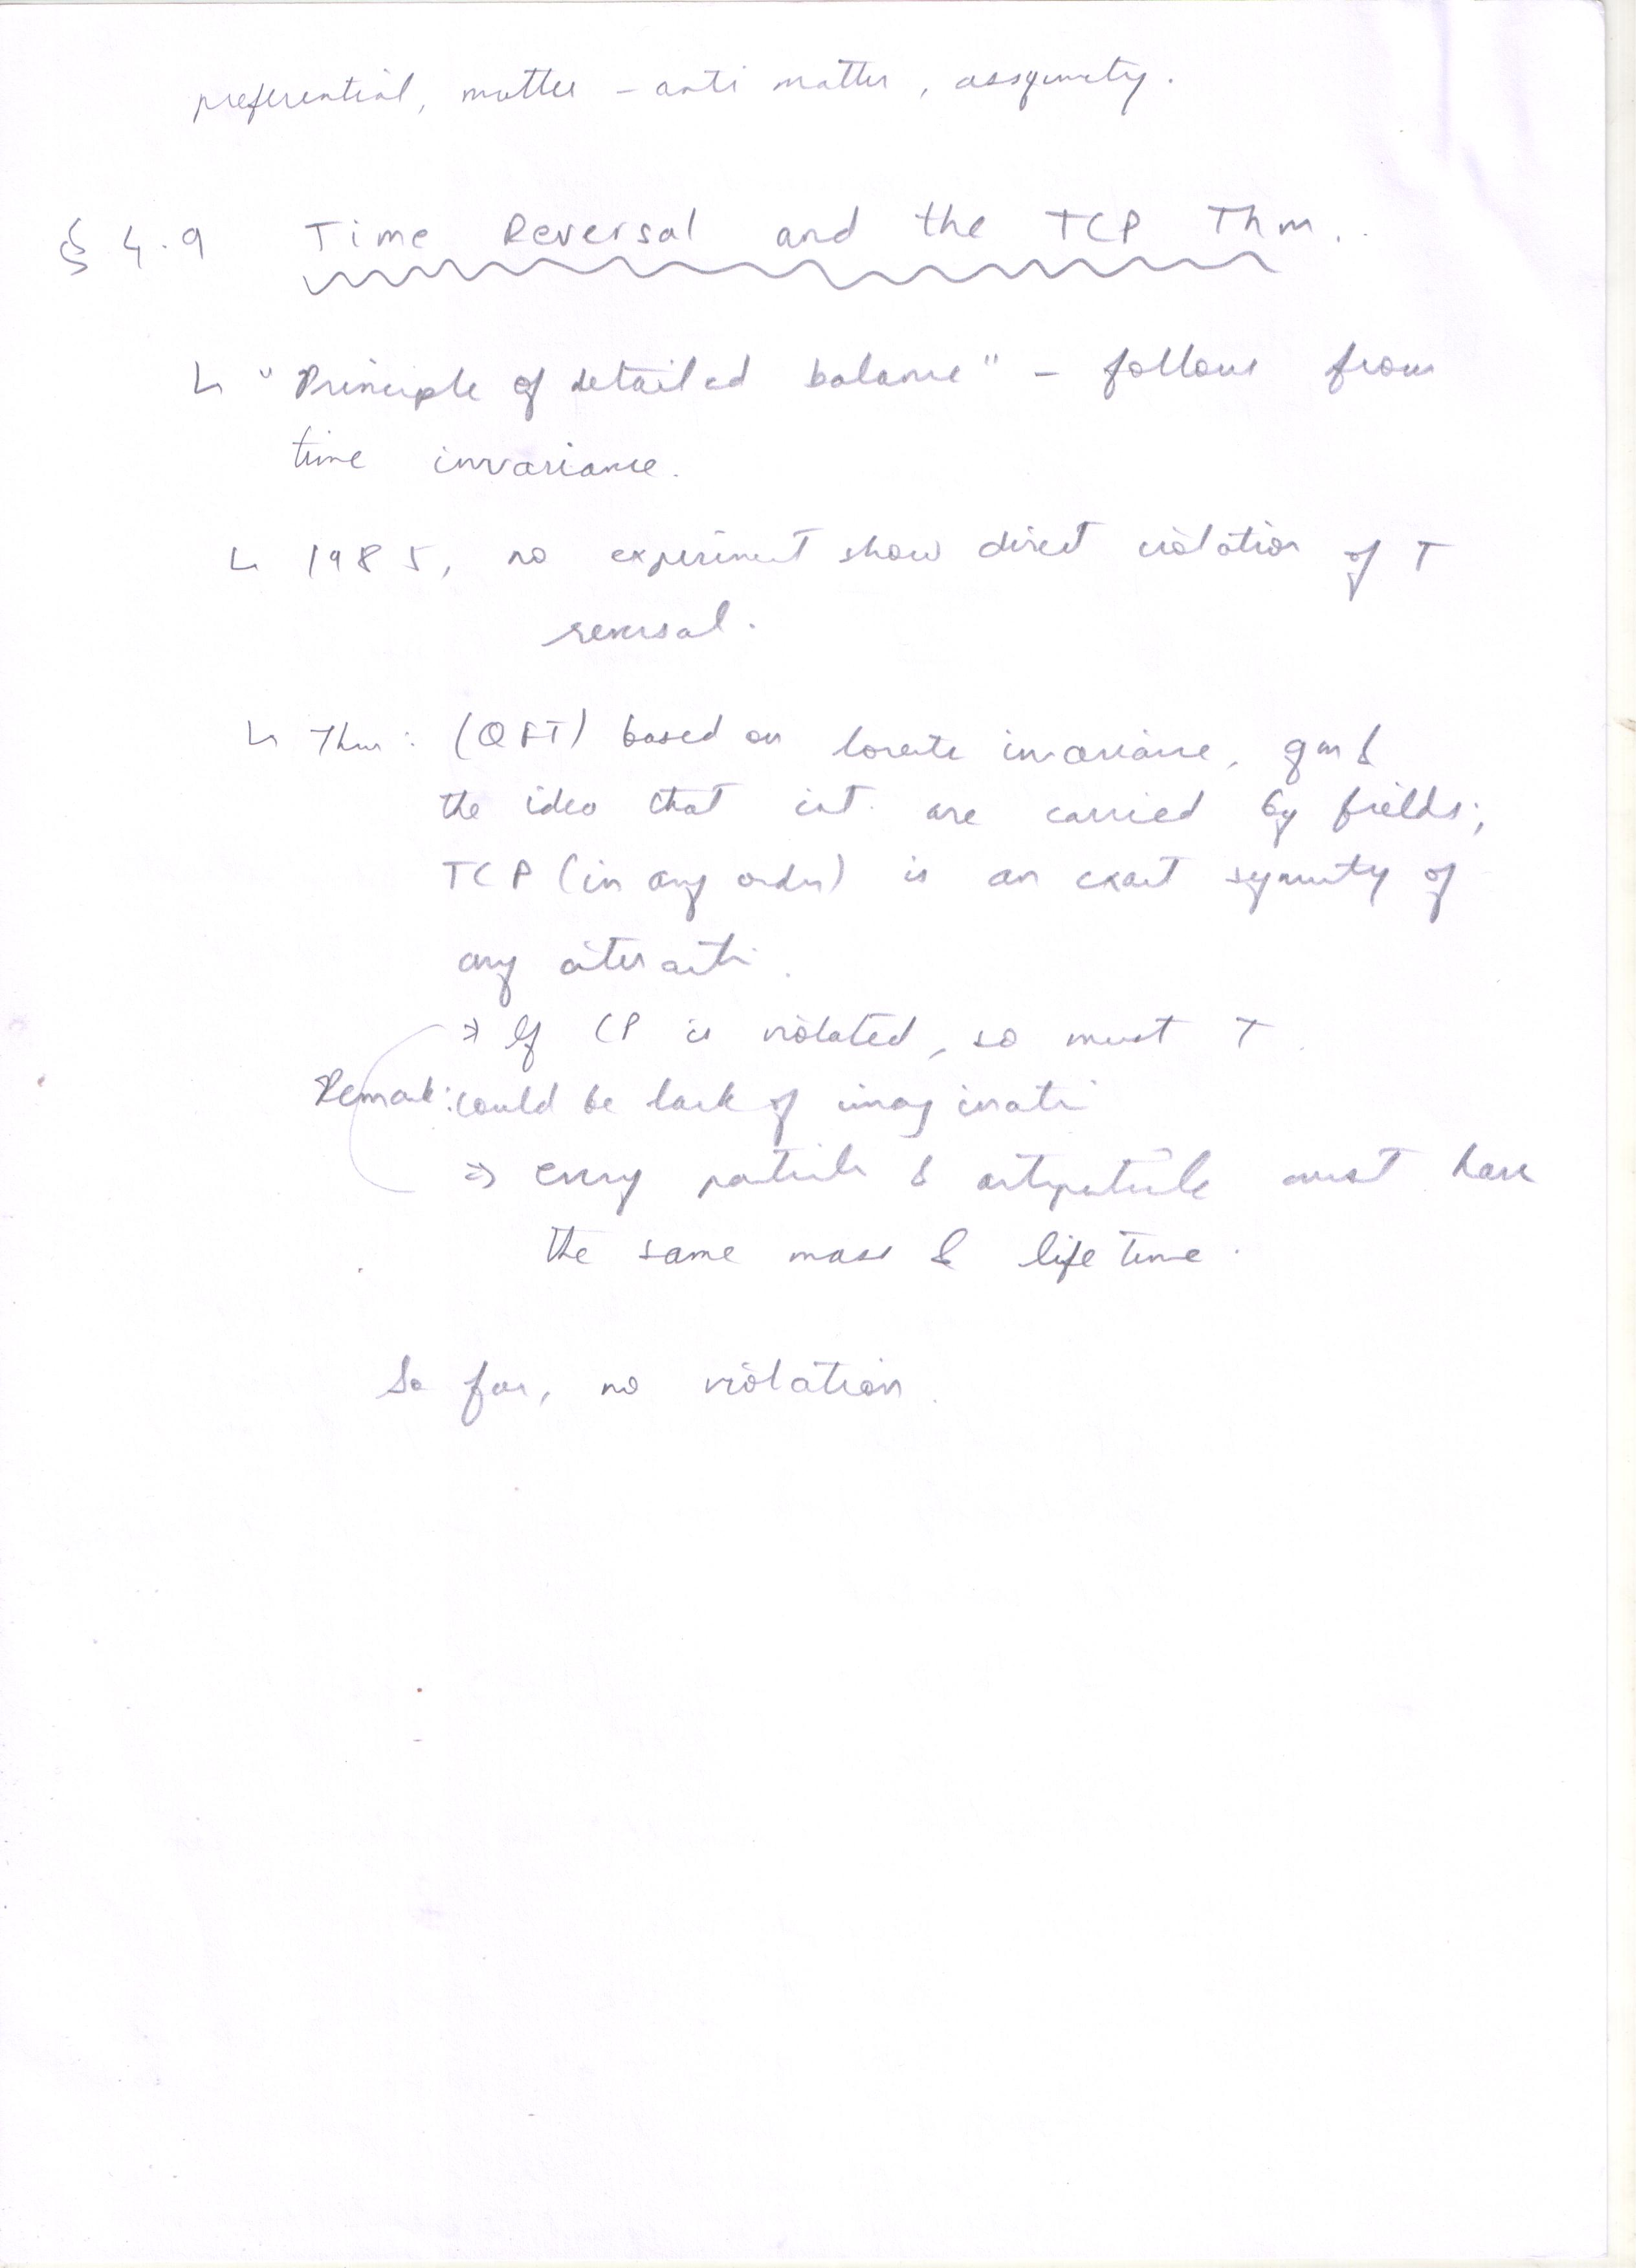 preferential, matter - anti matter, assymetry.
§ 4.9 Time Reversal and the TCP Thm.
↳ "Principle of detailed balance" - follows from
time invariance.
↳ 1985, no experiment show direct violation of T
reversal.
↳ Thm: (QFT) based on lorentz invariance, qm &
the idea that int. are carried by fields;
TCP (in any order) is an exact symmetry of
any interacti.
⇒ If CP is violated, so must T.
Remark: could be lack of imaginati
⇒ every particle & antiparticle must have
the same mass & life time.
So far, no violation.